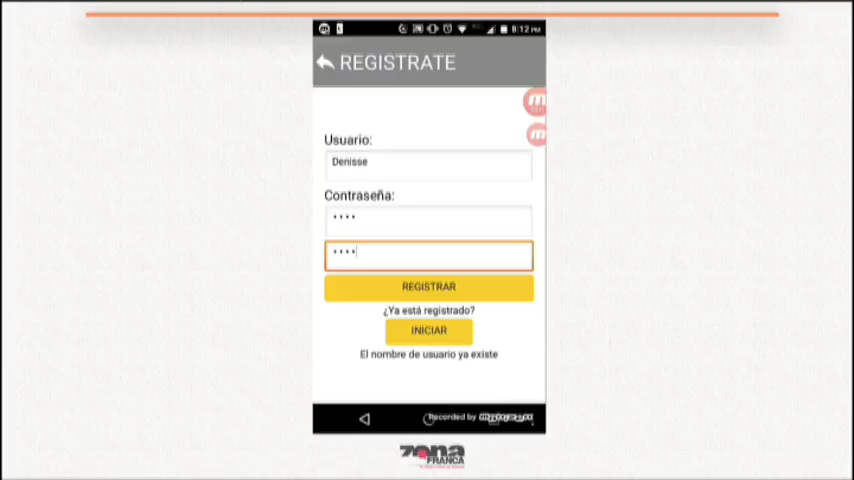 8:12 PM
REGISTRATE
Usuario:
Denisse
Contraseña:
REGISTRAR
¿Ya está registrado?
INICIAR
El nombre de usuario ya existe
Recorded by
zona
FRANCA